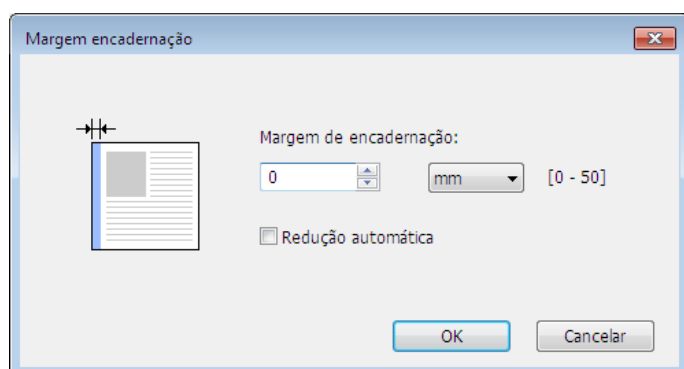 Margem encadernação
Margem de encadernação:
0 mm [0 - 50]
Redução automática
OK Cancelar